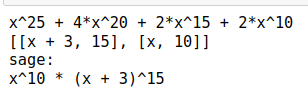 x^25 + 4*x^20 + 2*x^15 + 2*x^10
[[x + 3, 15], [x, 10]]
sage:
x^10 * (x + 3)^15